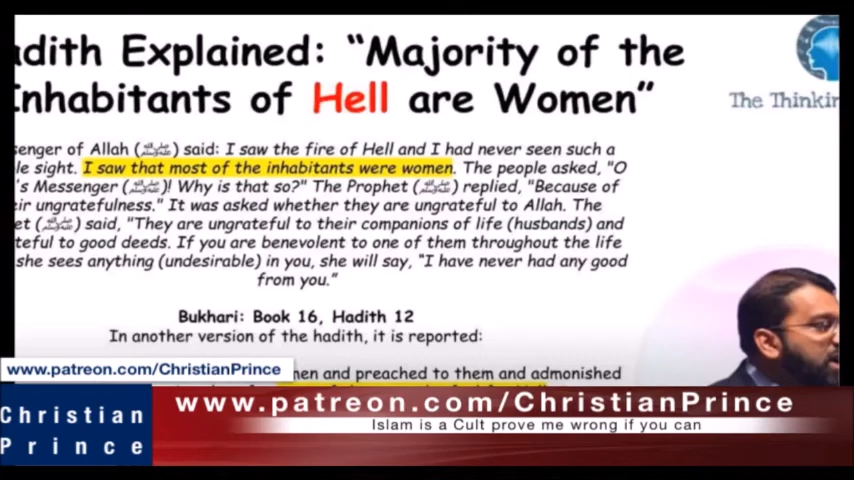 adith Explained: “Majority of the
Inhabitants of Hell are Women”
The Thinkin
senger of Allah (ﷺ) said: I saw the fire of Hell and I had never seen such a
le sight. I saw that most of the inhabitants were women. The people asked, "O
's Messenger (ﷺ)! Why is that so?" The Prophet (ﷺ) replied, "Because of
ir ungratefulness." It was asked whether they are ungrateful to Allah. The
et (ﷺ) said, "They are ungrateful to their companions of life (husbands) and
teful to good deeds. If you are benevolent to one of them throughout the life
she sees anything (undesirable) in you, she will say, “I have never had any good
from you.”
Bukhari: Book 16, Hadith 12
In another version of the hadith, it is reported:
men and preached to them and admonished
www.patreon.com/ChristianPrince
www.patreon.com/ChristianPrince
Christian
Prince
Islam is a Cult prove me wrong if you can